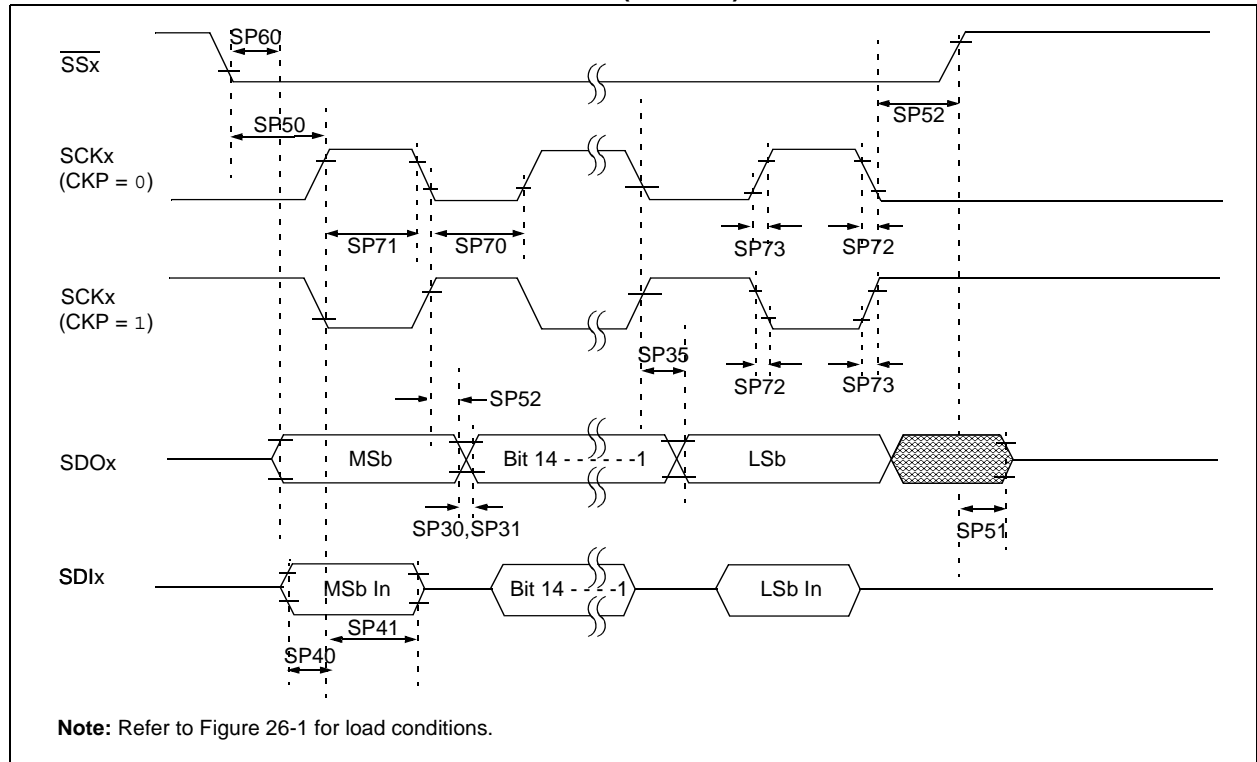 SP60
SSx
SP52
SP50
SCKx
(CKP = 0)
SP71
SP70
SP73
SP72
SCKx
(CKP = 1)
SP35
SP72
SP73
SP52
SDOx
MSb
Bit 14 - - - - - -1
LSb
SP30,SP31
SP51
SDIx
MSb In
Bit 14 - - - -1
LSb In
SP41
SP40
Note: Refer to Figure 26-1 for load conditions.